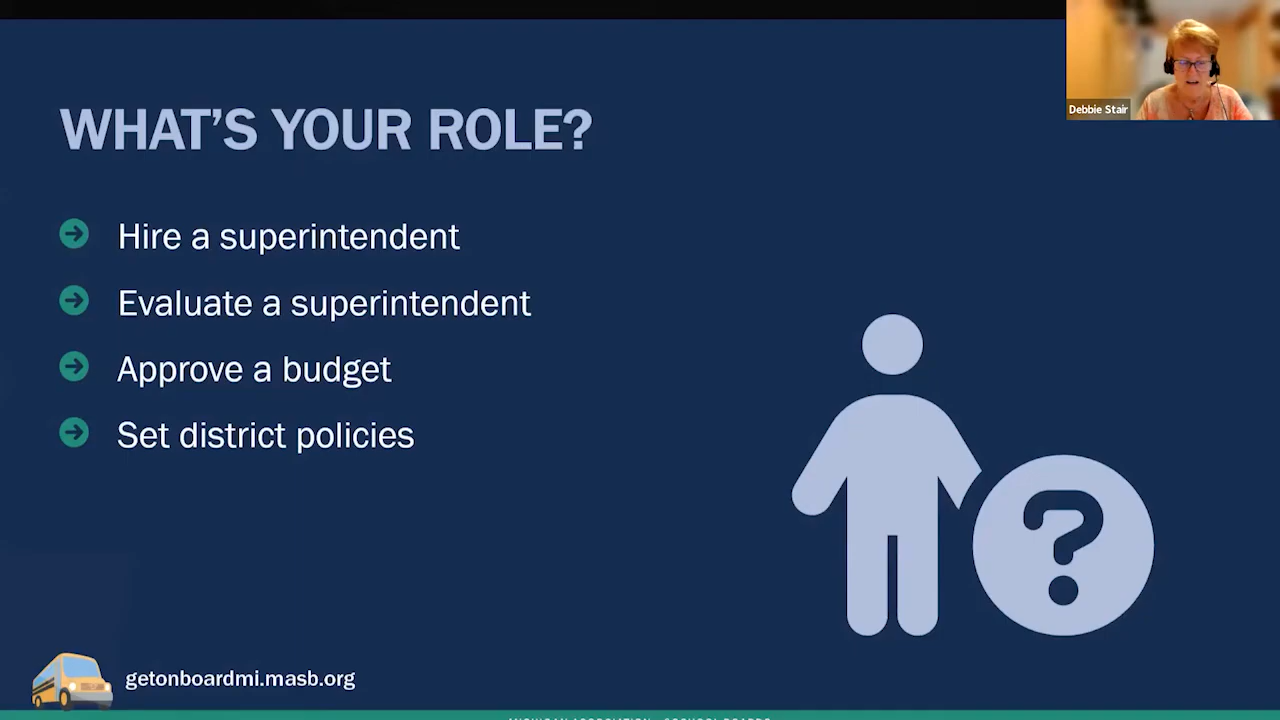 Debbie Stair
WHAT'S YOUR ROLE?
Hire a superintendent
Evaluate a superintendent
Approve a budget
Set district policies
?
getonboardmi.masb.org